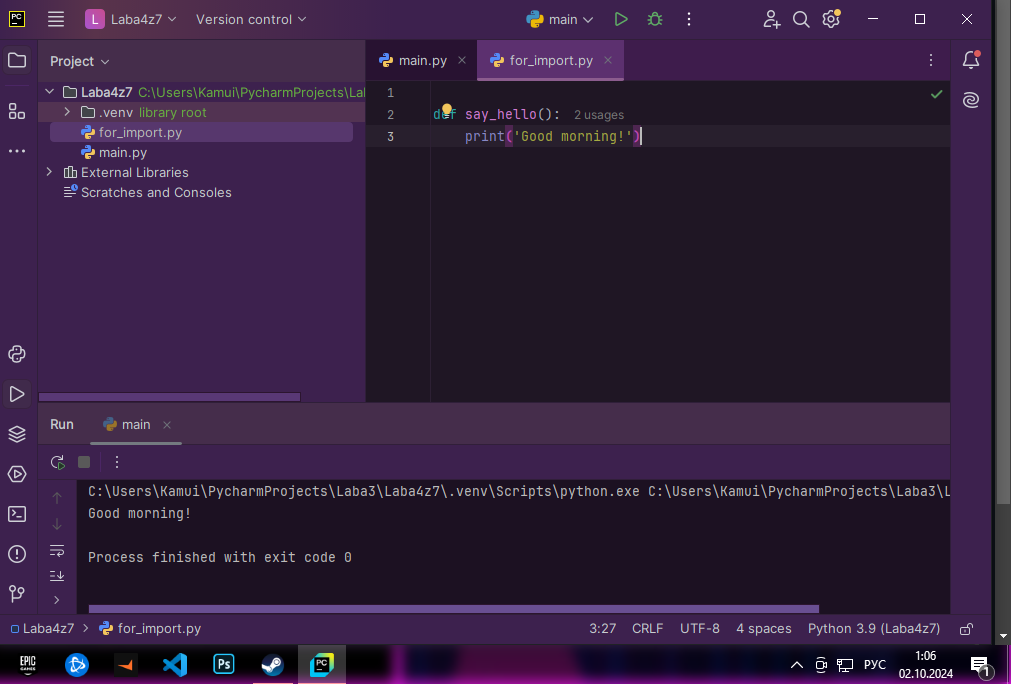 PC
L Laba4z7 Version control main
Project
main.py for_import.py
Laba4z7 C:\Users\Kamui\PycharmProjects\Lal
.venv library root
for_import.py
main.py
External Libraries
Scratches and Consoles
1
2 def say_hello(): 2 usages
3 print('Good morning!')
Run main
C:\Users\Kamui\PycharmProjects\Laba3\Laba4z7\.venv\Scripts\python.exe C:\Users\Kamui\PycharmProjects\Laba3\L
Good morning!
Process finished with exit code 0
Laba4z7 > for_import.py 3:27 CRLF UTF-8 4 spaces Python 3.9 (Laba4z7)
EPIC GAMES Ps PC РУС 1:06
02.10.2024 1